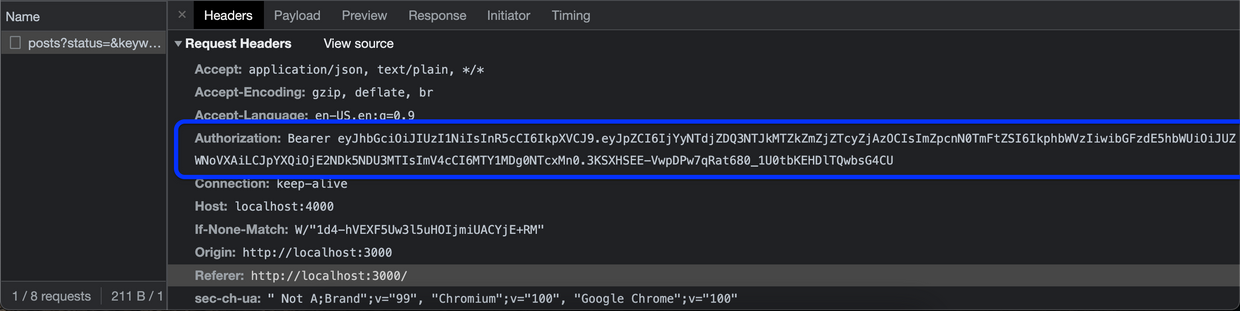 Name
× Headers Payload Preview Response Initiator Timing
posts?status=&keyw...
▼ Request Headers View source
Accept: application/json, text/plain, */*
Accept-Encoding: gzip, deflate, br
Accept-Language: en-US,en;q=0.9
Authorization: Bearer eyJhbGciOiJIUzI1NiIsInR5cCI6IkpXVCJ9.eyJpZCI6IjYyNTdjZDQ3NTJkMTZkZmZjZTcyZjAzOCIsImZpcnN0TmFtZSI6IkphbWVzIiwibGFzdE5hbWUiOiJUZ
WNoVXAiLCJpYXQiOjE2NDk5NDU3MTIsImV4cCI6MTY1MDg0NTcxMn0.3KSXHSEE-VwpDPw7qRat680_1U0tbKEHDlTQwbsG4CU
Connection: keep-alive
Host: localhost:4000
If-None-Match: W/"1d4-hVEXF5Uw3l5uHOIjmiUACYjE+RM"
Origin: http://localhost:3000
Referer: http://localhost:3000/
sec-ch-ua: " Not A;Brand";v="99", "Chromium";v="100", "Google Chrome";v="100"
1 / 8 requests 211 B / 1